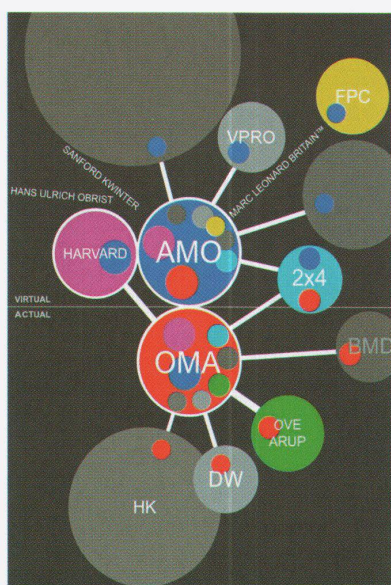 FPC
VPRO
SANFORD KWINTER
MARC LEONARD BRITAIN™
HANS ULRICH OBRIST
HARVARD
AMO
2x4
VIRTUAL
ACTUAL
BMD
OMA
OVE
ARUP
DW
HK